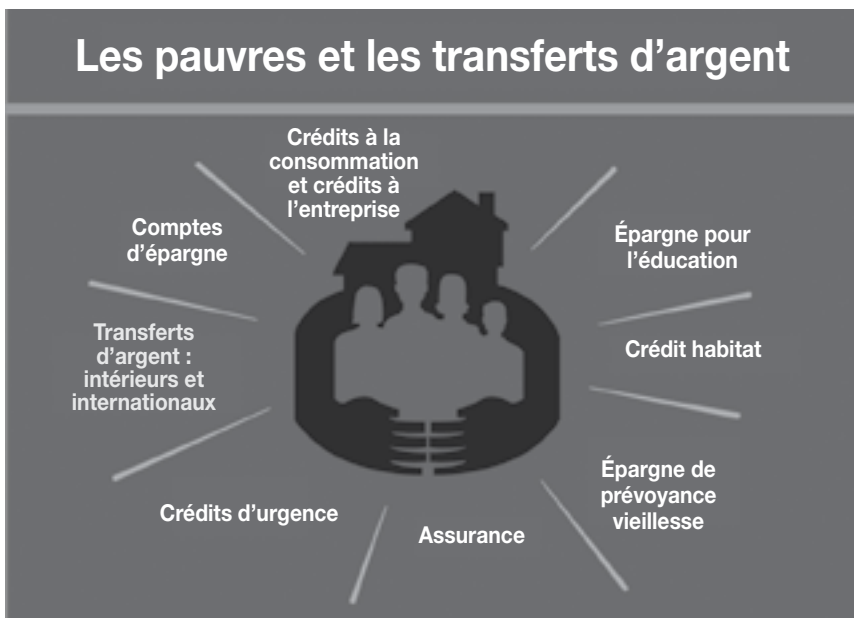 Les pauvres et les transferts d’argent
Crédits à la
consommation
et crédits à
l’entreprise
Comptes
d’épargne
Épargne pour
l’éducation
Transferts
d’argent :
intérieurs et
internationaux
Crédit habitat
Épargne de
prévoyance
vieillesse
Crédits d’urgence
Assurance